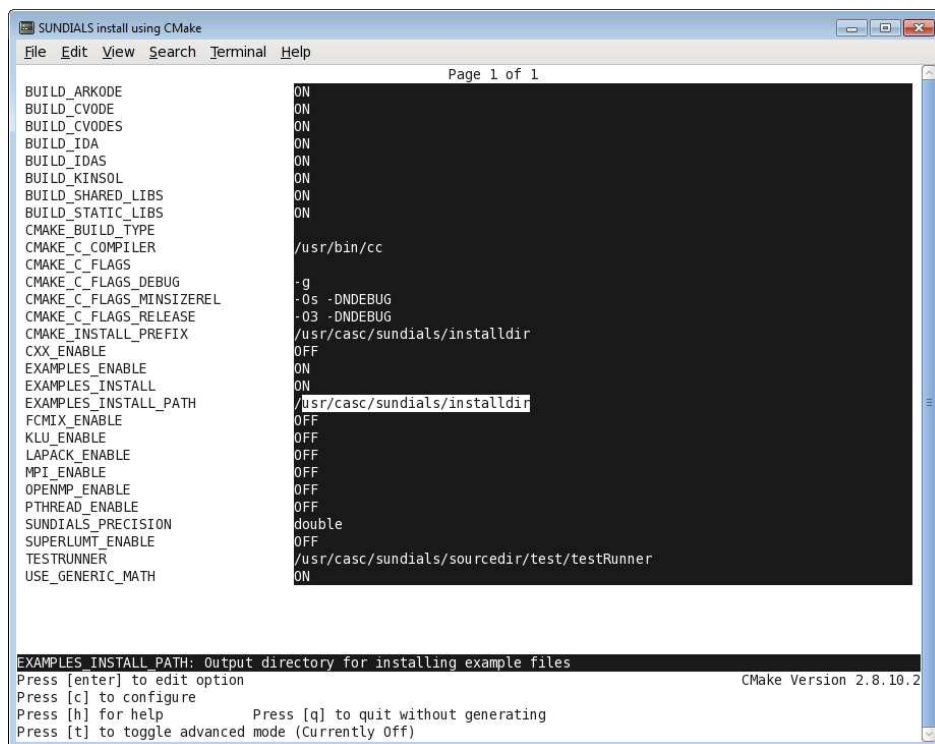 SUNDIALS install using CMake
File Edit View Search Terminal Help
Page 1 of 1
BUILD_ARKODE ON
BUILD_CVODE ON
BUILD_CVODES ON
BUILD_IDA ON
BUILD_IDAS ON
BUILD_KINSOL ON
BUILD_SHARED_LIBS ON
BUILD_STATIC_LIBS ON
CMAKE_BUILD_TYPE
CMAKE_C_COMPILER /usr/bin/cc
CMAKE_C_FLAGS
CMAKE_C_FLAGS_DEBUG -g
CMAKE_C_FLAGS_MINSIZEREL -Os -DNDEBUG
CMAKE_C_FLAGS_RELEASE -O3 -DNDEBUG
CMAKE_INSTALL_PREFIX /usr/casc/sundials/installdir
CXX_ENABLE OFF
EXAMPLES_ENABLE ON
EXAMPLES_INSTALL ON
EXAMPLES_INSTALL_PATH /usr/casc/sundials/installdir
FCMIX_ENABLE OFF
KLU_ENABLE OFF
LAPACK_ENABLE OFF
MPI_ENABLE OFF
OPENMP_ENABLE OFF
PTHREAD_ENABLE OFF
SUNDIALS_PRECISION double
SUPERLUMT_ENABLE OFF
TESTRUNNER /usr/casc/sundials/sourcedir/test/testRunner
USE_GENERIC_MATH ON
EXAMPLES_INSTALL_PATH: Output directory for installing example files
Press [enter] to edit option CMake Version 2.8.10.2
Press [c] to configure
Press [h] for help Press [q] to quit without generating
Press [t] to toggle advanced mode (Currently Off)